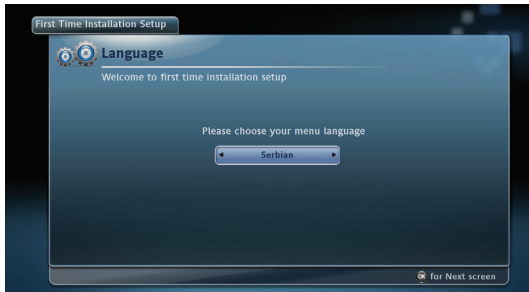 First Time Installation Setup
Language
Welcome to first time installation setup
Please choose your menu language
Serbian
OK for Next screen